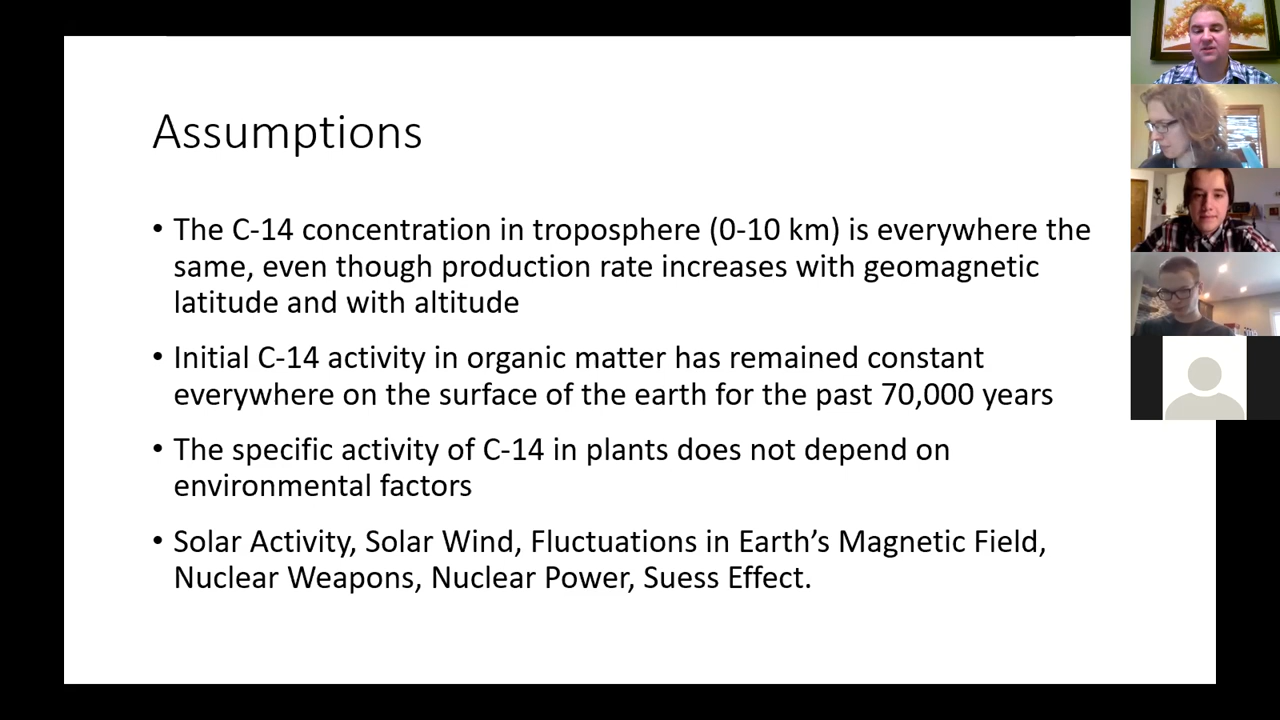 Assumptions
• The C-14 concentration in troposphere (0-10 km) is everywhere the
same, even though production rate increases with geomagnetic
latitude and with altitude
• Initial C-14 activity in organic matter has remained constant
everywhere on the surface of the earth for the past 70,000 years
• The specific activity of C-14 in plants does not depend on
environmental factors
• Solar Activity, Solar Wind, Fluctuations in Earth’s Magnetic Field,
Nuclear Weapons, Nuclear Power, Suess Effect.